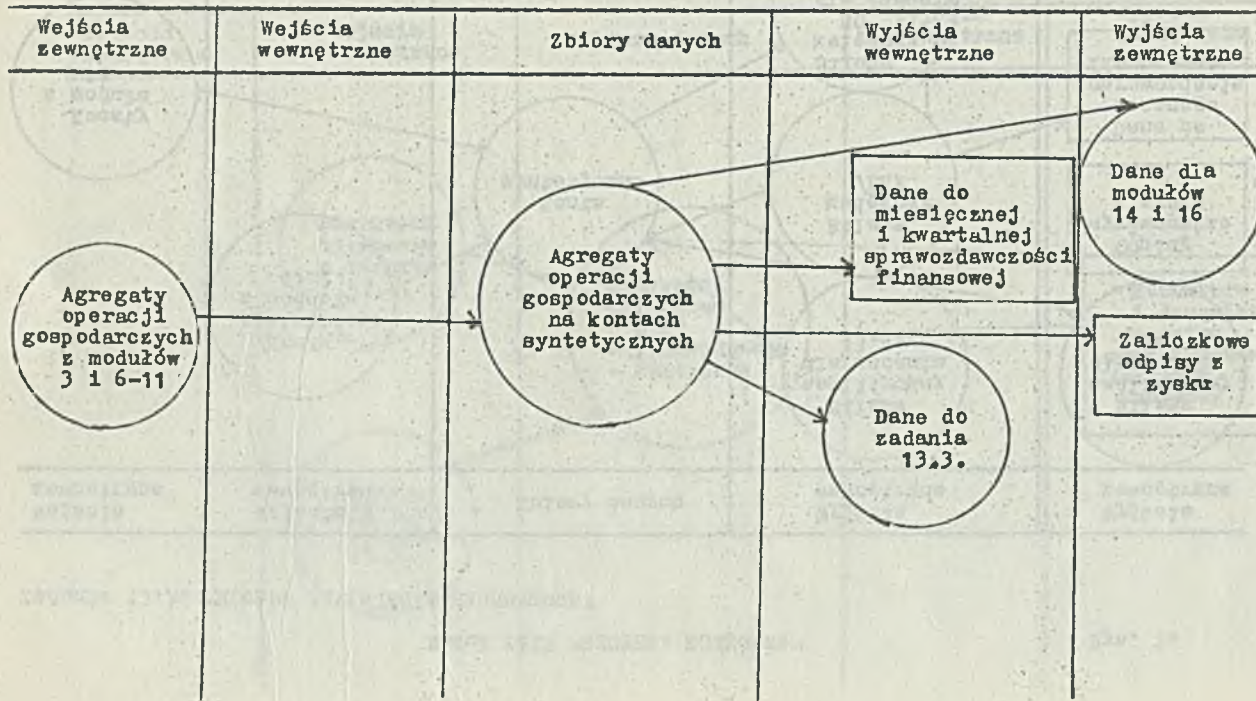 Wejścia zewnętrzne
Wejścia wewnętrzne
Zbiory danych
Wyjścia wewnętrzne
Wyjścia zewnętrzne
Agregaty
operacji
gospodarczych
z modułów
3 i 6-11
Agregaty
operacji
gospodarczych
na kontach
syntetycznych
Dane do
miesięcznej
i kwartalnej
sprawozdawczości
finansowej
Dane do
zadania
13.3.
Dane dla
modułów
14 i 16
Zaliczkowe
odpisy z
zysku